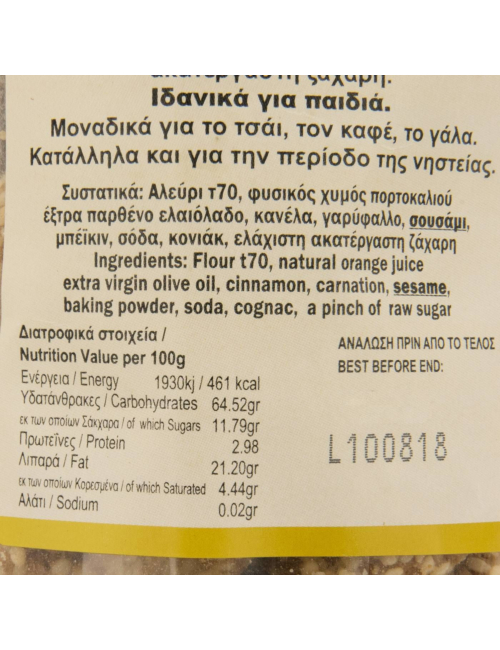 ακατέργαστη ζάχαρη.
Ιδανικά για παιδιά.
Μοναδικά για το τσάι, τον καφέ, το γάλα.
Κατάλληλα και για την περίοδο της νηστείας.
Συστατικά: Αλεύρι τ70, φυσικός χυμός πορτοκαλιού
έξτρα παρθένο ελαιόλαδο, κανέλα, γαρύφαλλο, σουσάμι,
μπέϊκιν, σόδα, κονιάκ, ελάχιστη ακατέργαστη ζάχαρη
Ingredients: Flour t70, natural orange juice
extra virgin olive oil, cinnamon, carnation, sesame,
baking powder, soda, cognac, a pinch of raw sugar
Διατροφικά στοιχεία /
Nutrition Value per 100g
Ενέργεια / Energy 1930kj / 461 kcal
Υδατάνθρακες / Carbohydrates 64.52gr
εκ των οποίων Σάκχαρα / of which Sugars 11.79gr
Πρωτεΐνες / Protein 2.98
Λιπαρά / Fat 21.20gr
εκ των οποίων Κορεσμένα / of which Saturated 4.44gr
Αλάτι / Sodium 0.02gr
ΑΝΑΛΩΣΗ ΠΡΙΝ ΑΠΟ ΤΟ ΤΕΛΟΣ
BEST BEFORE END:
L100818